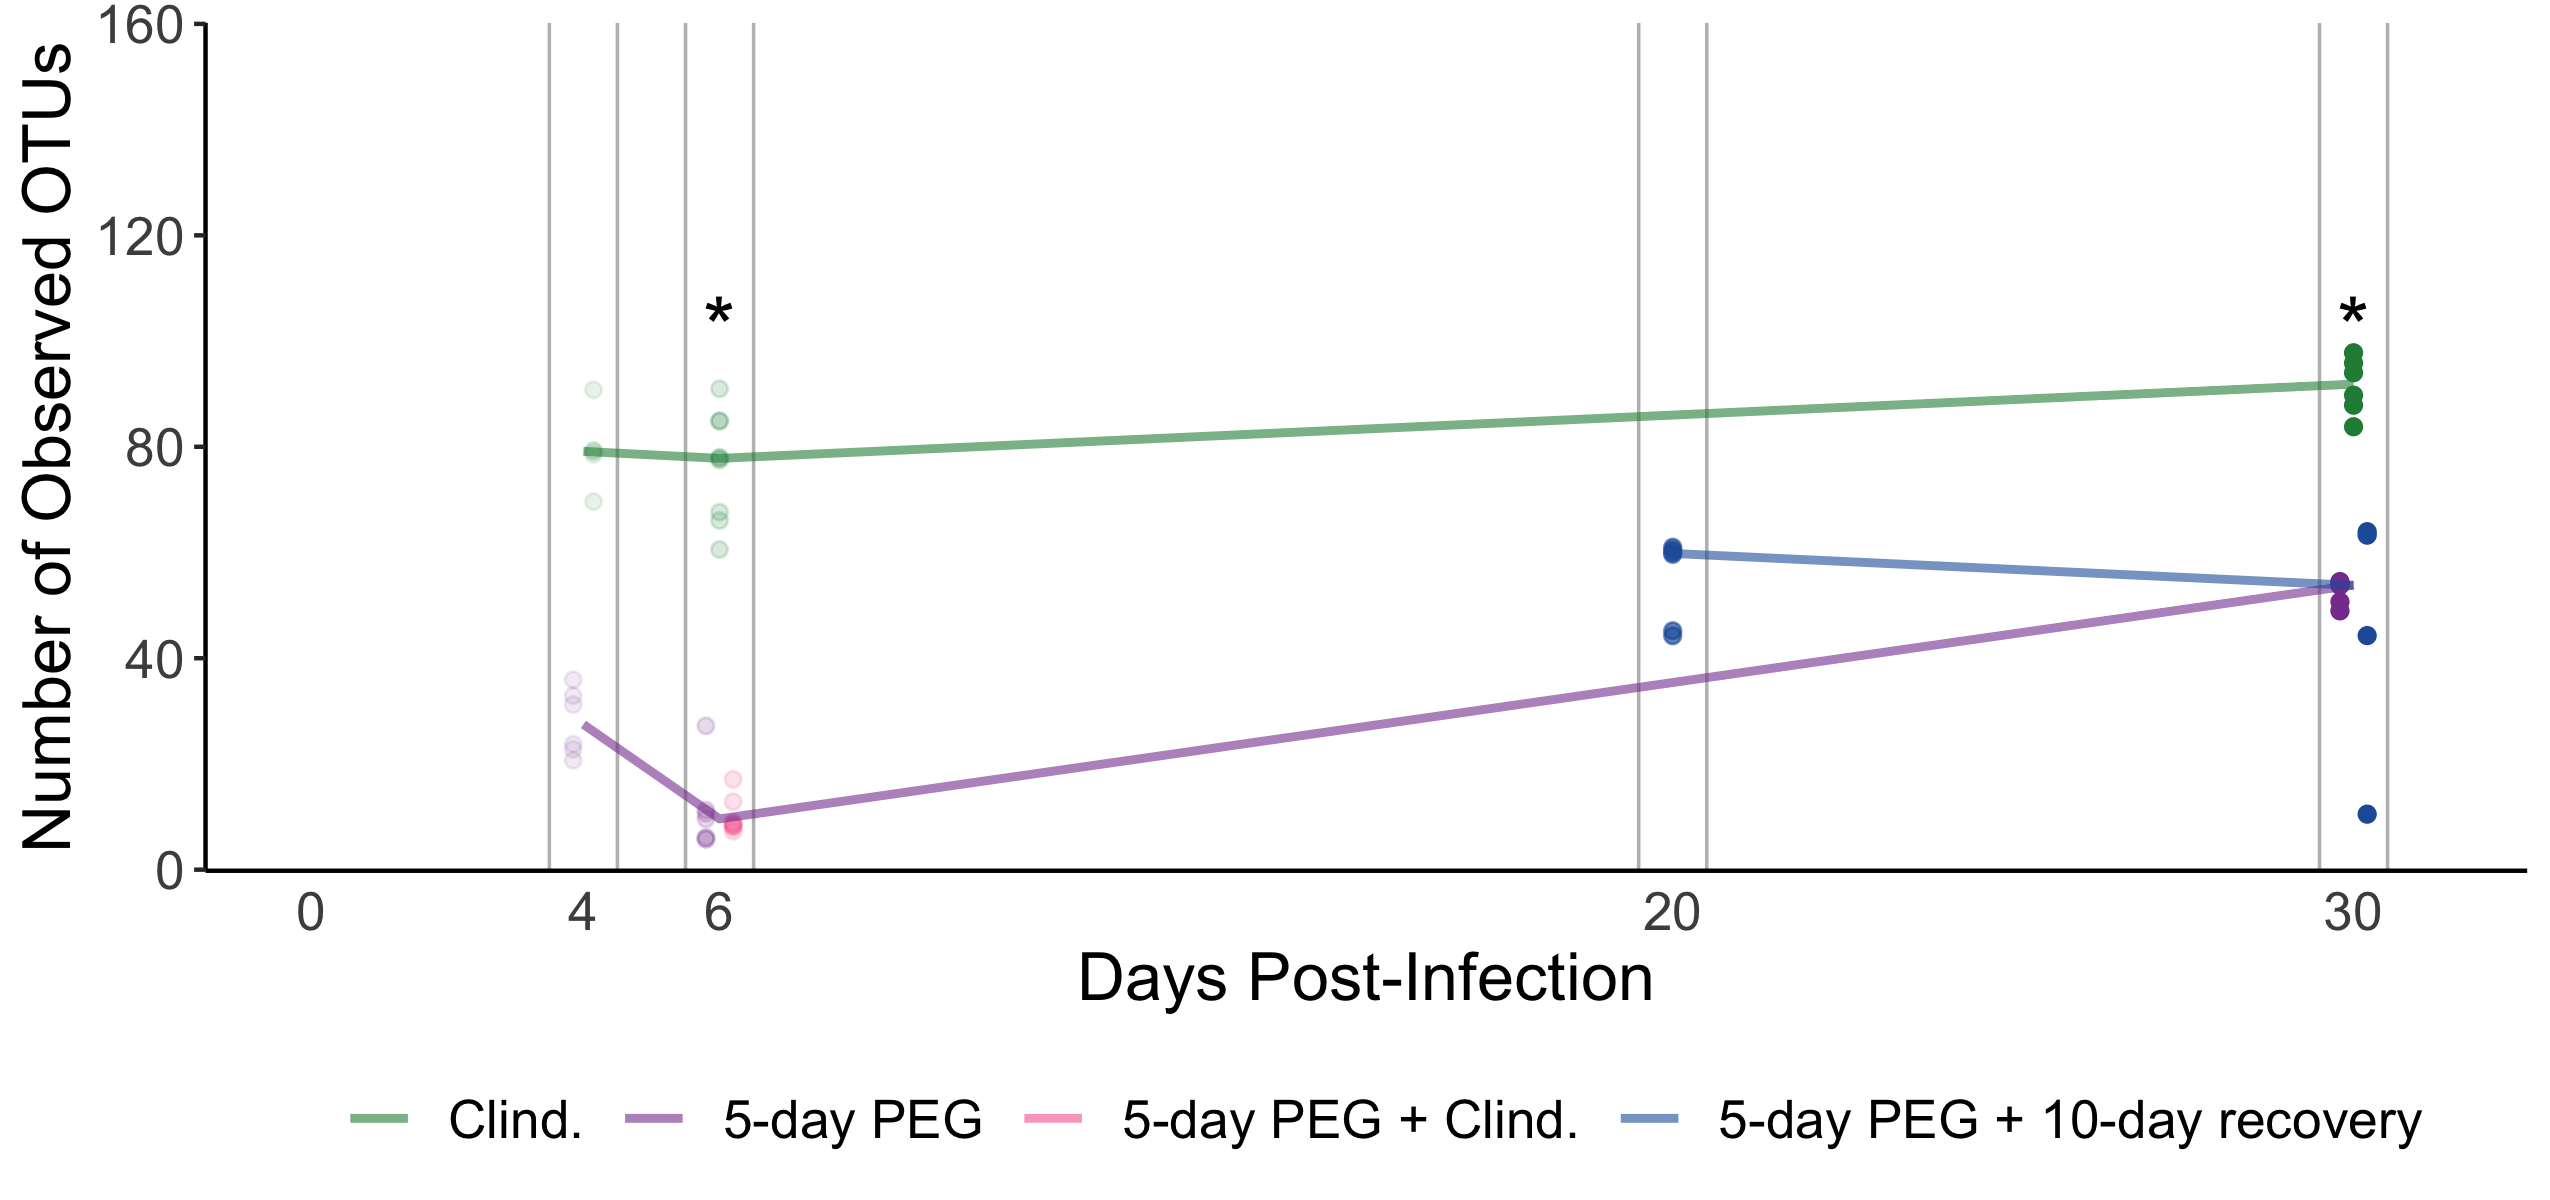 Number of Observed OTUs
160
120
80
40
0
*
*
0 4 6 20 30
Days Post-Infection
Clind. 5-day PEG 5-day PEG + Clind. 5-day PEG + 10-day recovery